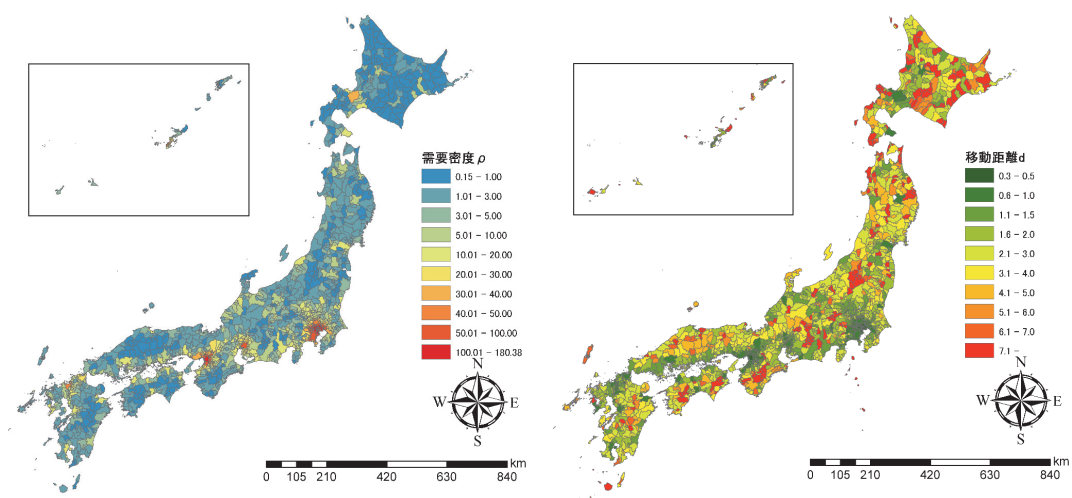 需要密度 ρ
0.15 - 1.00
1.01 - 3.00
3.01 - 5.00
5.01 - 10.00
10.01 - 20.00
20.01 - 30.00
30.01 - 40.00
40.01 - 50.00
50.01 - 100.00
100.01 - 180.38
N
W
E
S
km
0 105 210 420 630 840
移動距離 d
0.3 - 0.5
0.6 - 1.0
1.1 - 1.5
1.6 - 2.0
2.1 - 3.0
3.1 - 4.0
4.1 - 5.0
5.1 - 6.0
6.1 - 7.0
7.1 -
N
W
E
S
km
0 105 210 420 630 840